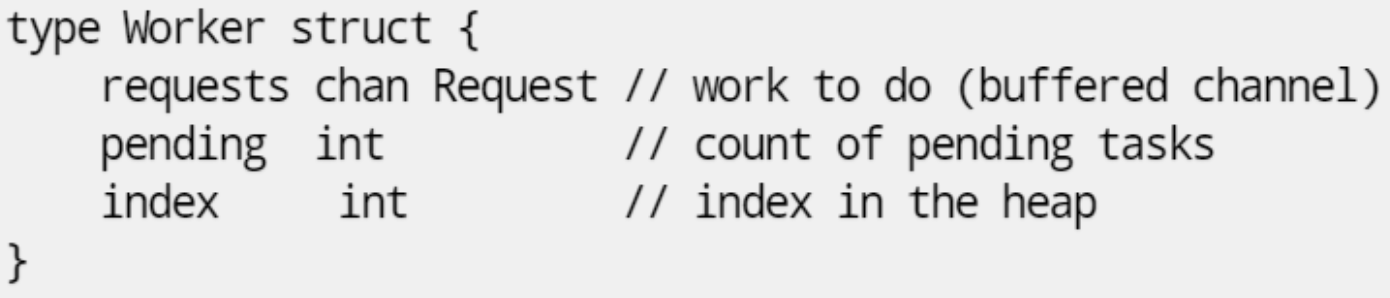 type Worker struct {
    requests chan Request // work to do (buffered channel)
    pending  int          // count of pending tasks
    index     int         // index in the heap
}